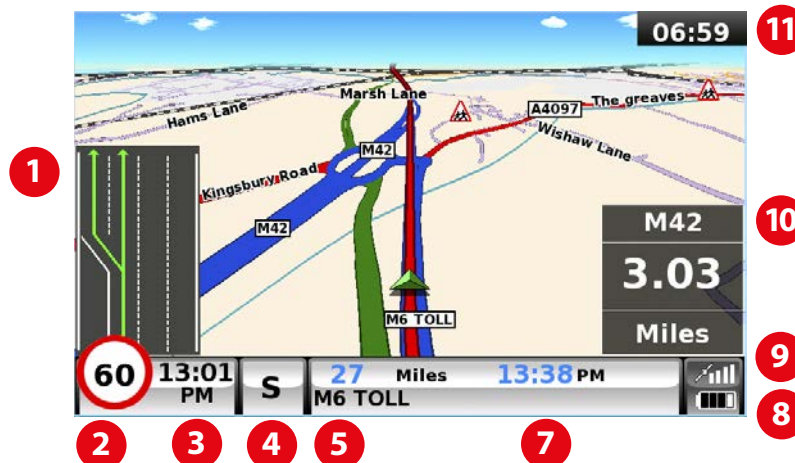 06:59
11
Marsh Lane
The greaves
A4097
Hams Lane
Wishaw Lane
M42
1
Kingsbury Road
M42
M42
10
3.03
Miles
M6 TOLL
60
13:01
PM
S
27 Miles 13:38 PM
M6 TOLL
9
8
2
3
4
5
7